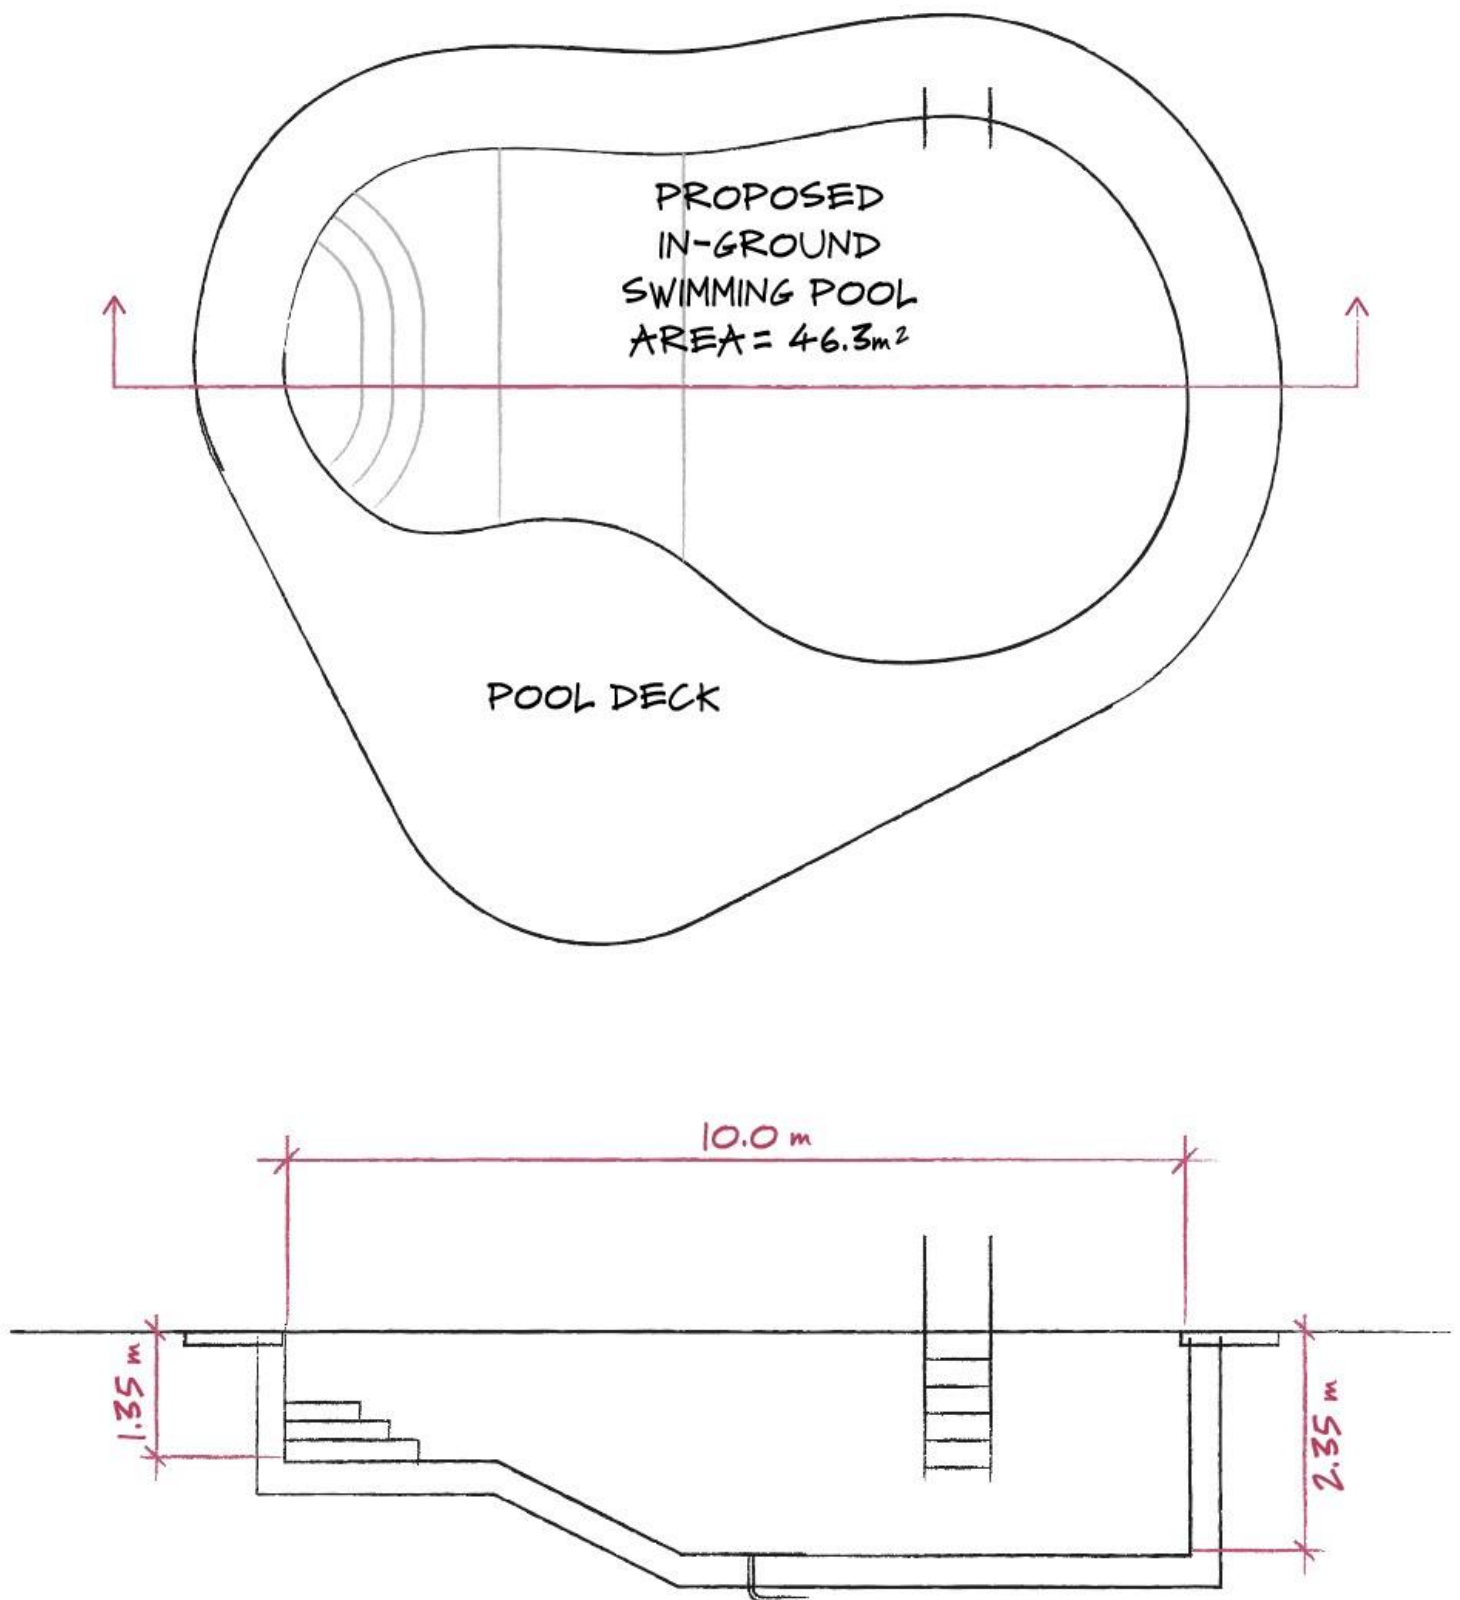 PROPOSED
IN-GROUND
SWIMMING POOL
AREA = 46.3m²
POOL DECK
10.0 m
1.35 m
2.35 m